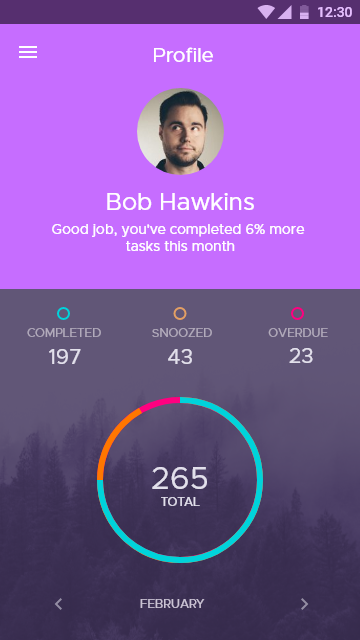 12:30
Profile
Bob Hawkins
Good job, you've completed 6% more
tasks this month
COMPLETED
SNOOZED
OVERDUE
197
43
23
265
TOTAL
FEBRUARY